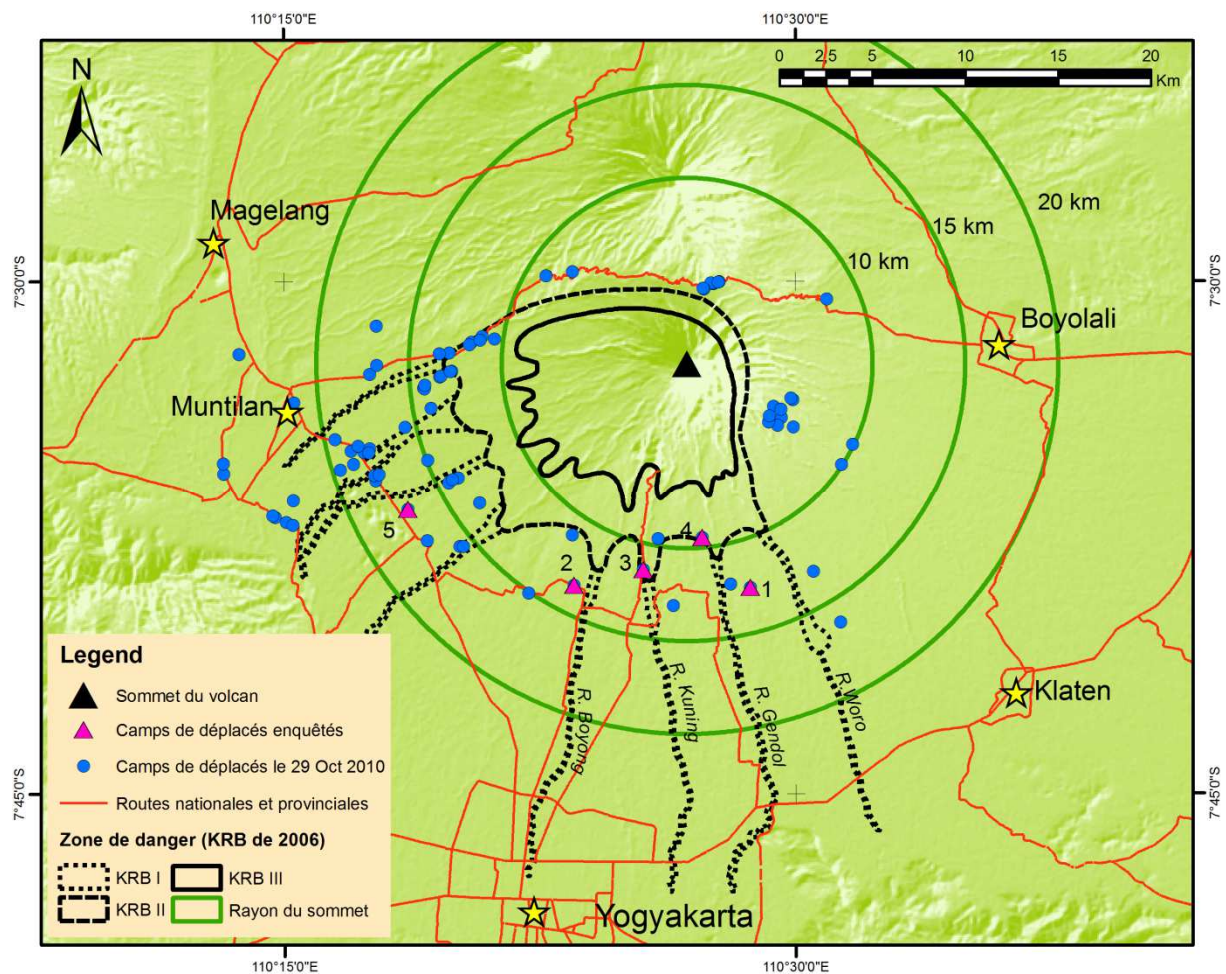 110°15'0"E
110°30'0"E
N
0 2.5 5 10 15 20
Km
Magelang
20 km
15 km
10 km
7°30'0"S
7°30'0"S
Boyolali
Muntilan
5
4
2
3
1
Klaten
R. Boyong
R. Kuning
R. Gendol
R. Woro
Legend
Sommet du volcan
Camps de déplacés enquêtés
Camps de déplacés le 29 Oct 2010
Routes nationales et provinciales
Zone de danger (KRB de 2006)
KRB I
KRB III
KRB II
Rayon du sommet
7°45'0"S
7°45'0"S
Yogyakarta
110°15'0"E
110°30'0"E